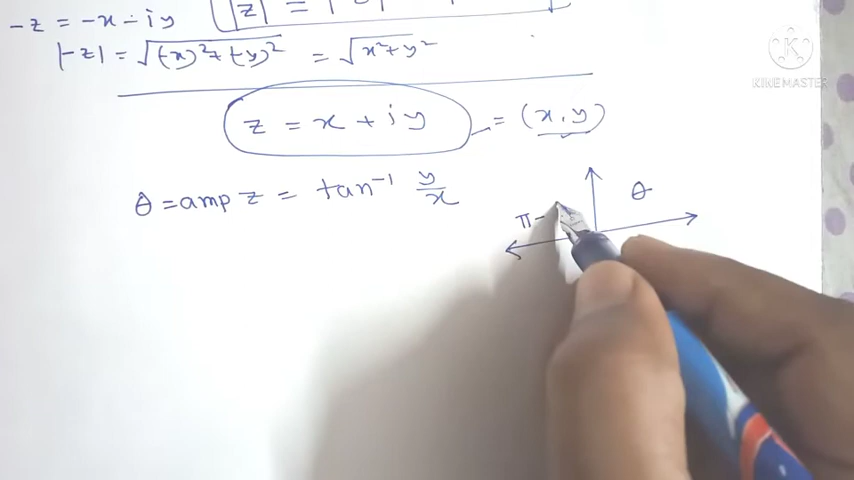 -z = -x - iy |z| =
|-z| = √(-x)²+(-y)² = √x²+y²
z = x + iy = (x, y)
θ = amp z = tan⁻¹ y/x
θ
π-
K
KINEMASTER